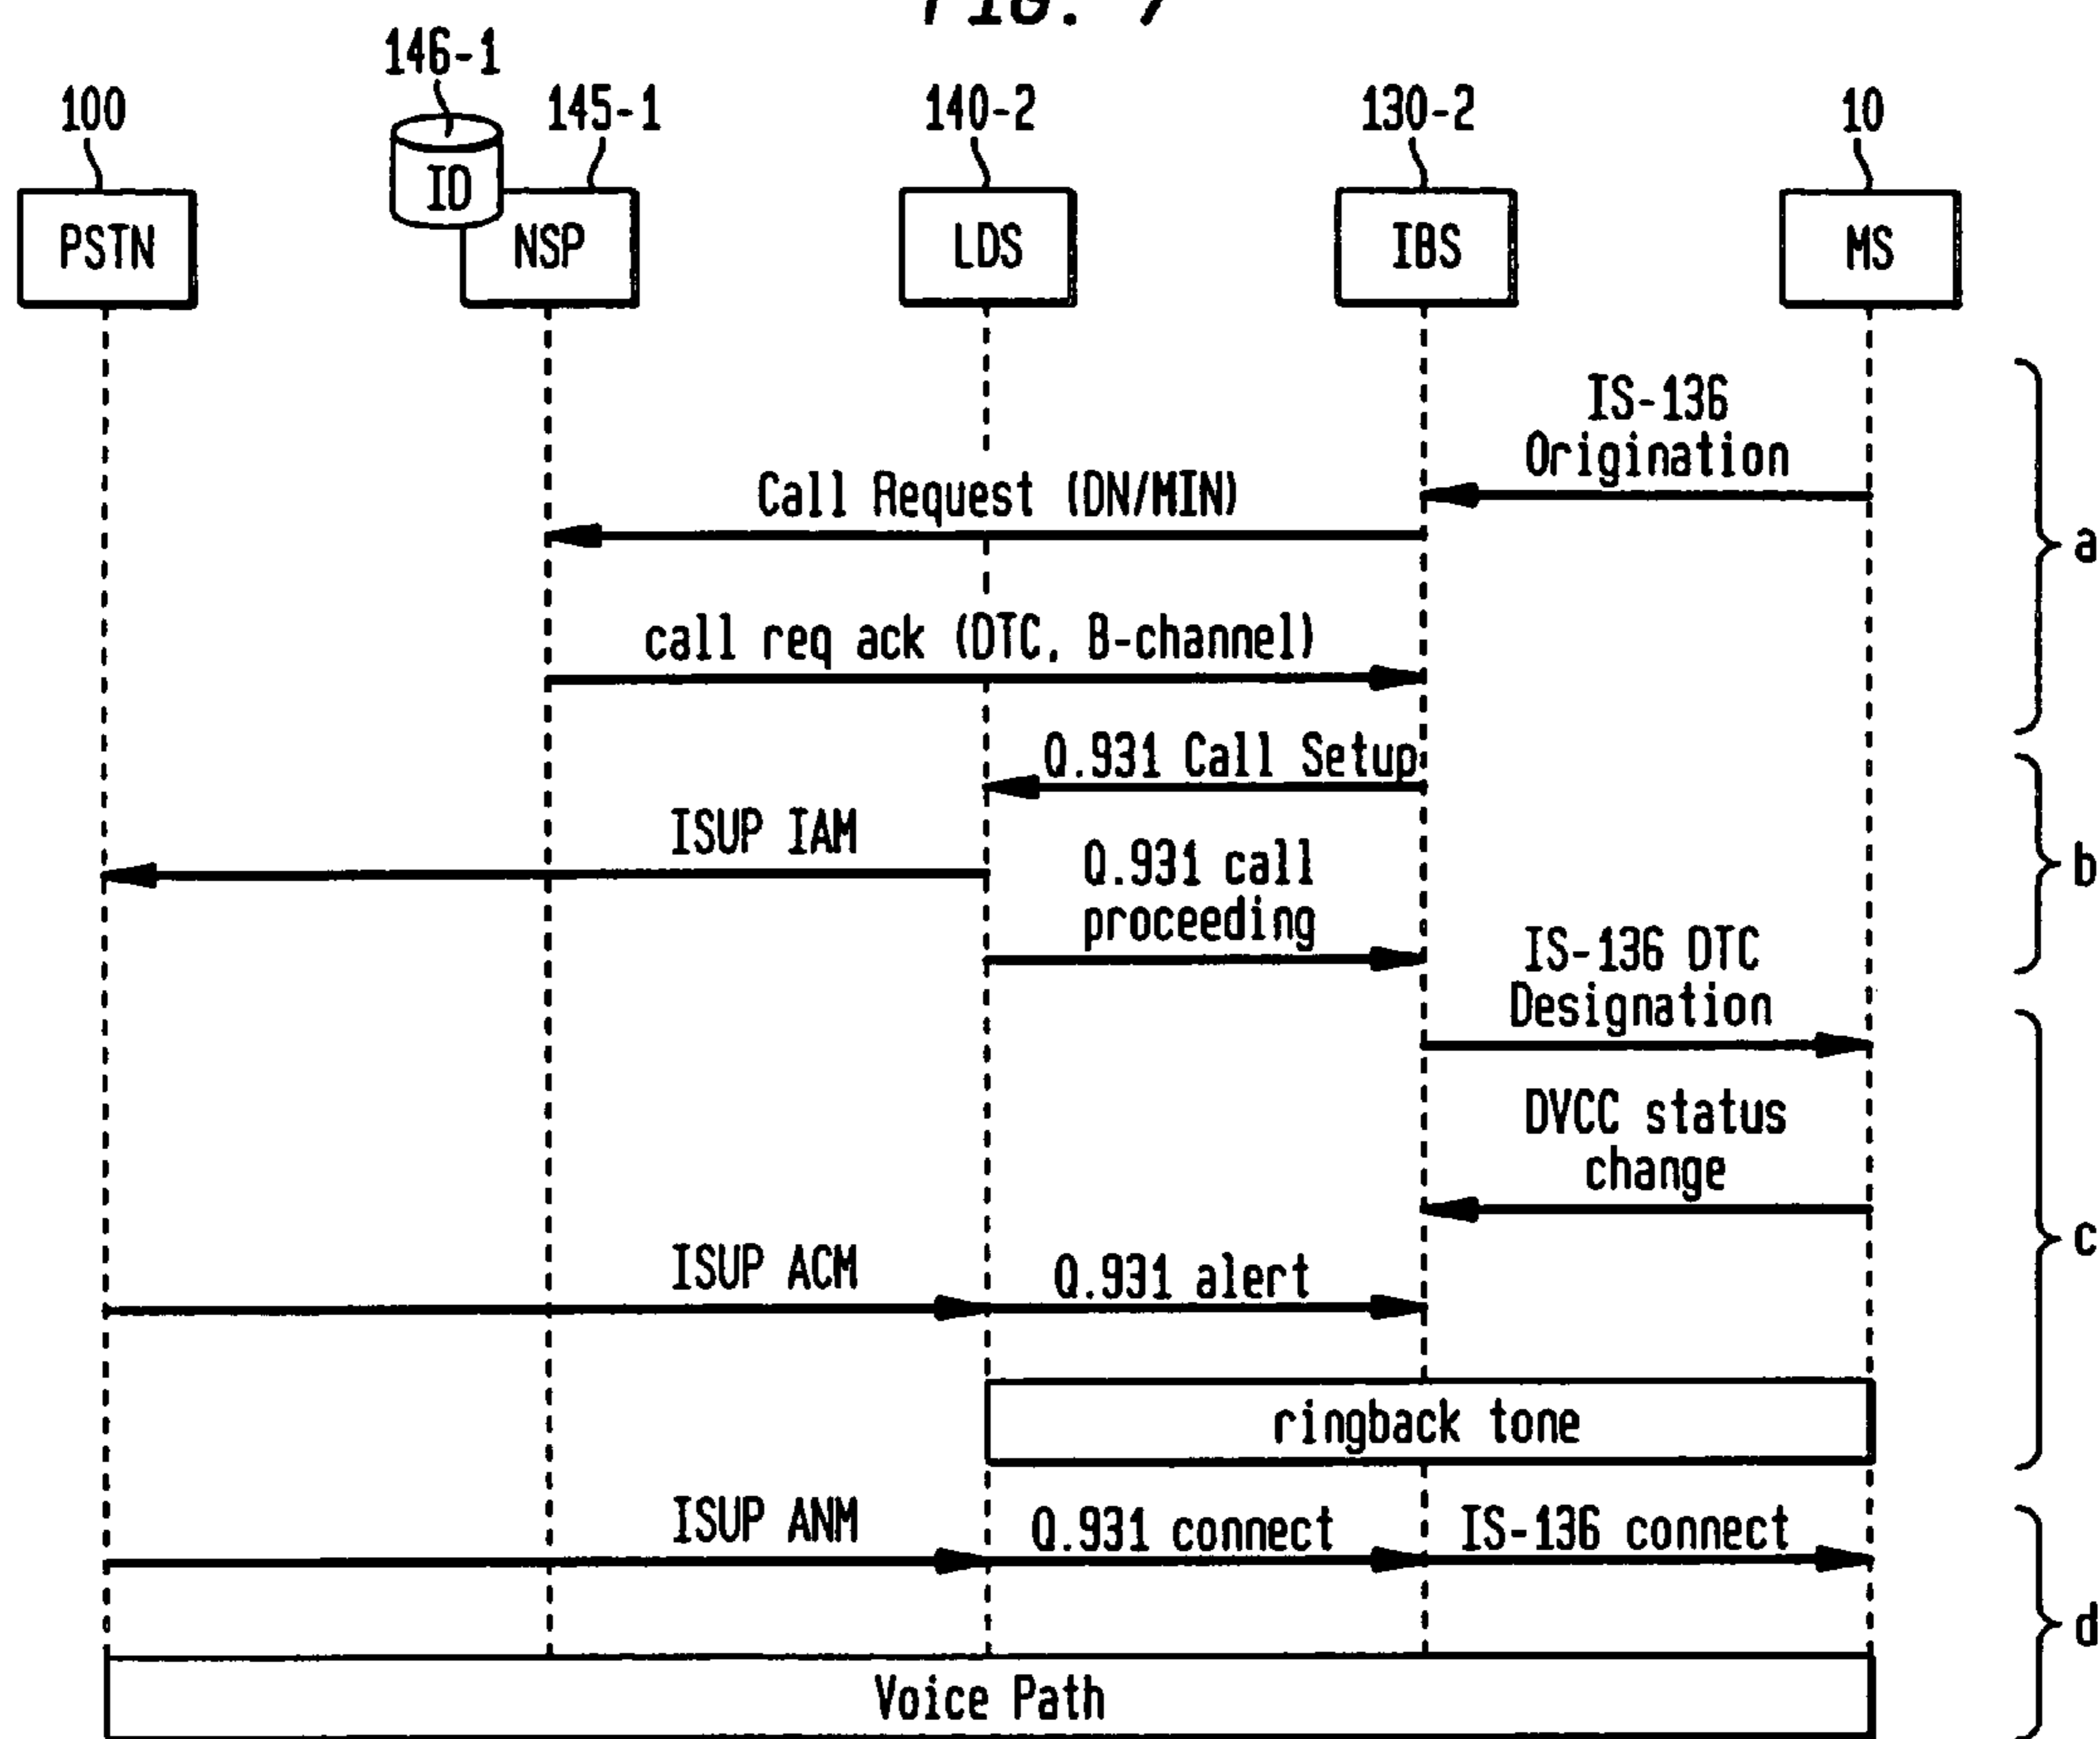 FIG. 7
146-1
100
145-1
140-2
130-2
10
ID
PSTN
NSP
LDS
IBS
MS
IS-136
Origination
Call Request (DN/MIN)
a
call req ack (DTC, B-channel)
Q.931 Call Setup
ISUP IAM
Q.931 call
proceeding
b
IS-136 DTC
Designation
DVCC status
change
c
ISUP ACM
Q.931 alert
ringback tone
ISUP ANM
Q.931 connect
IS-136 connect
d
Voice Path